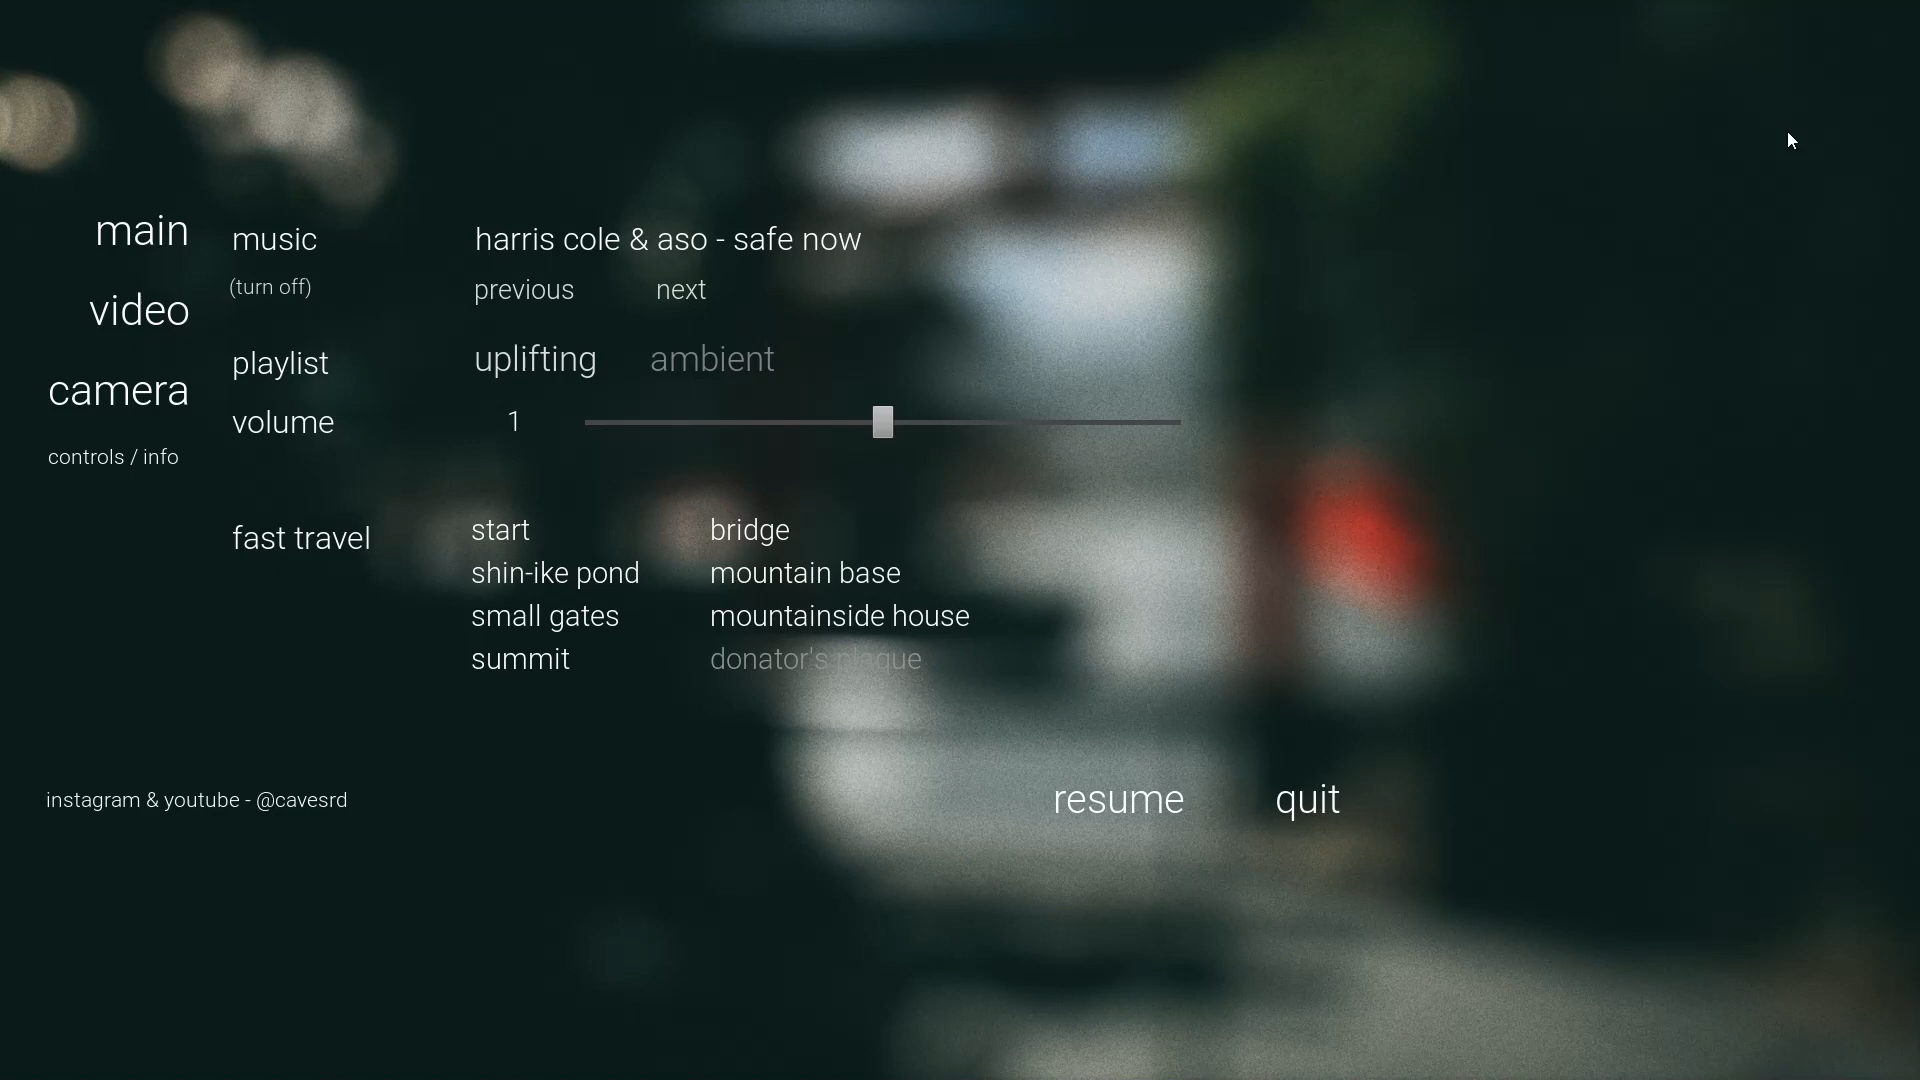 main
video
camera
controls / info
music
(turn off)
harris cole & aso - safe now
previous next
playlist
uplifting ambient
volume
1
fast travel
start
bridge
shin-ike pond
mountain base
small gates
mountainside house
summit
donator's plaque
instagram & youtube - @cavesrd
resume
quit